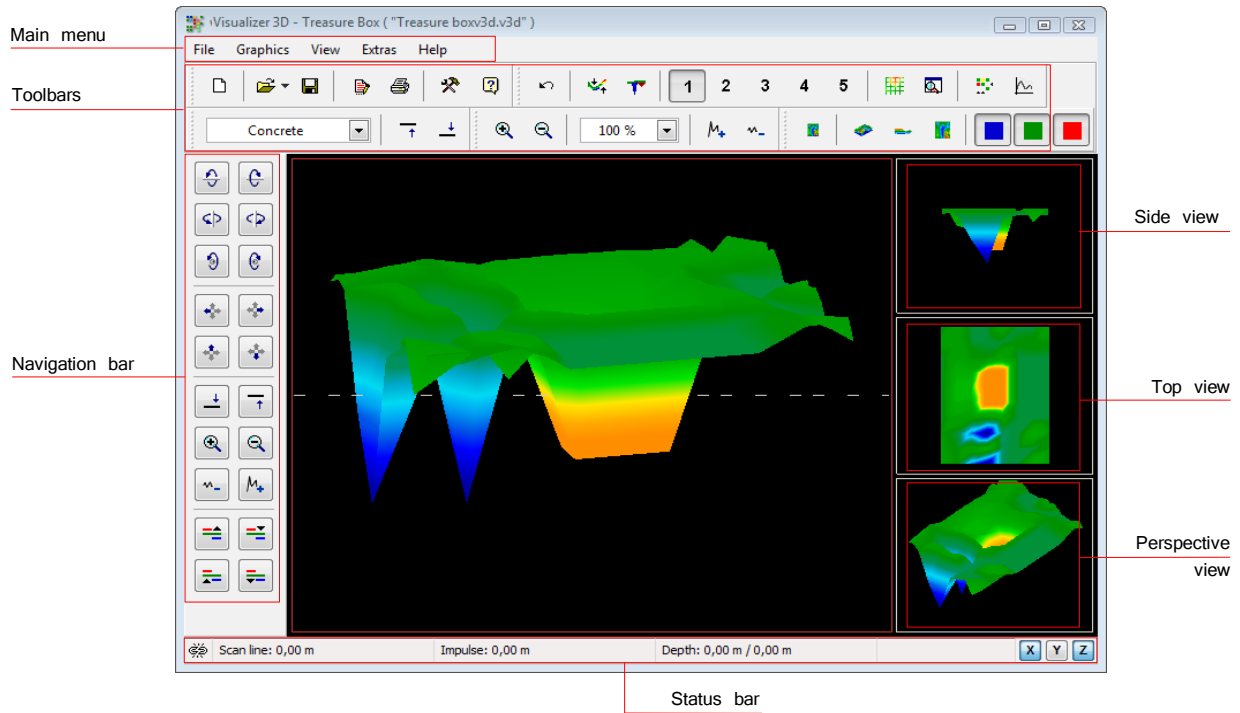 Visualizer 3D - Treasure Box ( "Treasure boxv3d.v3d" )
Main menu
File Graphics View Extras Help
Toolbars
1 2 3 4 5
Concrete
100 %
Side view
Navigation bar
Top view
Perspective
view
Scan line: 0,00 m Impulse: 0,00 m Depth: 0,00 m / 0,00 m X Y Z
Status bar